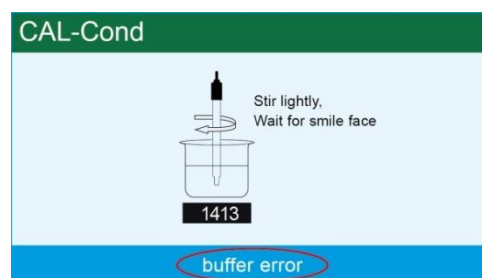 CAL-Cond
Stir lightly,
Wait for smile face
1413
buffer error